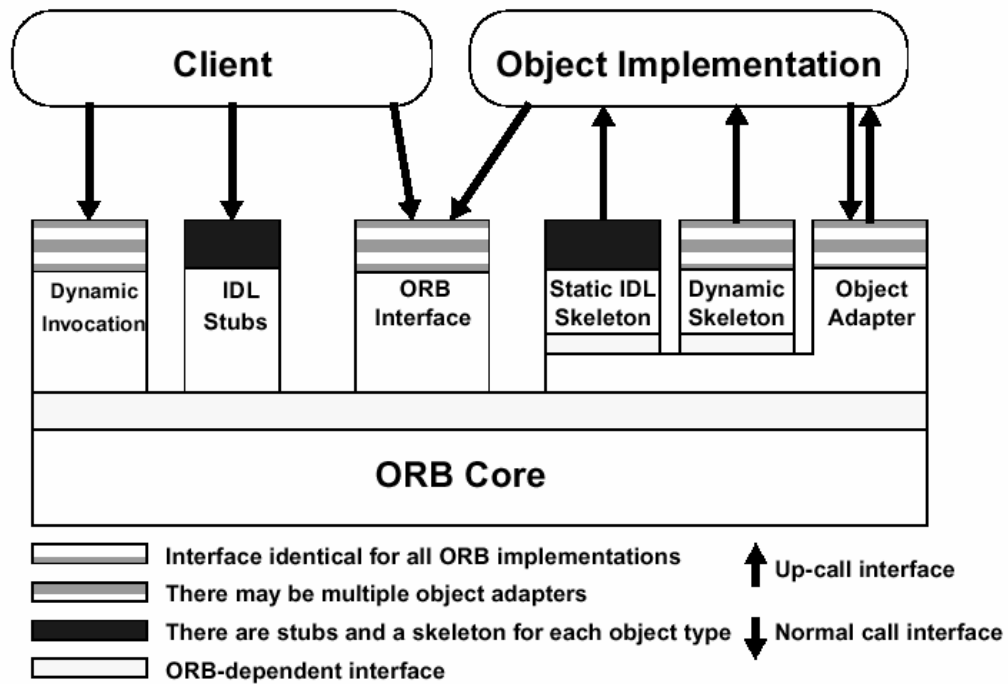 Client
Object Implementation
Dynamic
Invocation
IDL
Stubs
ORB
Interface
Static IDL
Skeleton
Dynamic
Skeleton
Object
Adapter
ORB Core
Interface identical for all ORB implementations
There may be multiple object adapters
There are stubs and a skeleton for each object type
ORB-dependent interface
Up-call interface
Normal call interface